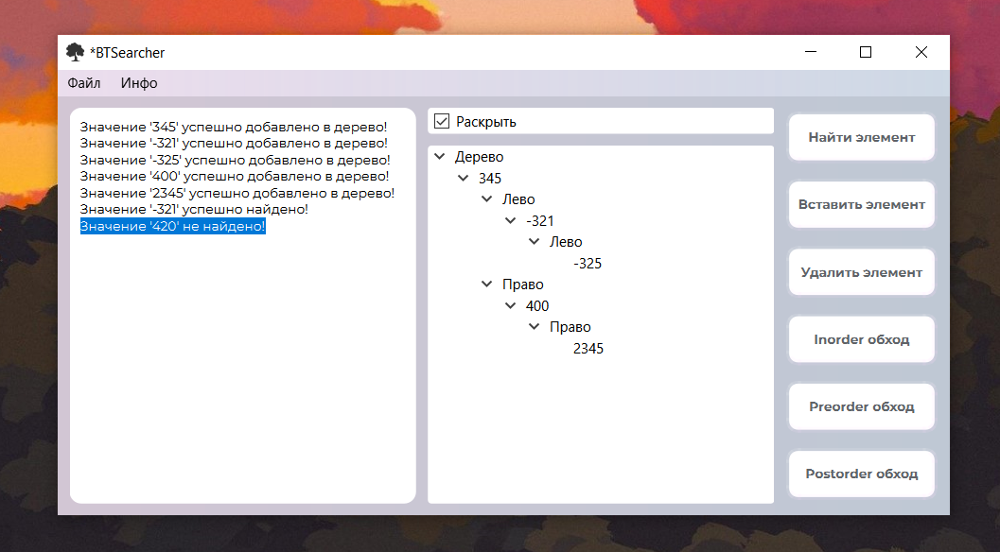 *BTSearcher
Файл Инфо
Значение '345' успешно добавлено в дерево!
Значение '-321' успешно добавлено в дерево!
Значение '-325' успешно добавлено в дерево!
Значение '400' успешно добавлено в дерево!
Значение '2345' успешно добавлено в дерево!
Значение '-321' успешно найдено!
Значение '420' не найдено!
Раскрыть
Дерево
345
Лево
-321
Лево
-325
Право
400
Право
2345
Найти элемент
Вставить элемент
Удалить элемент
Inorder обход
Preorder обход
Postorder обход